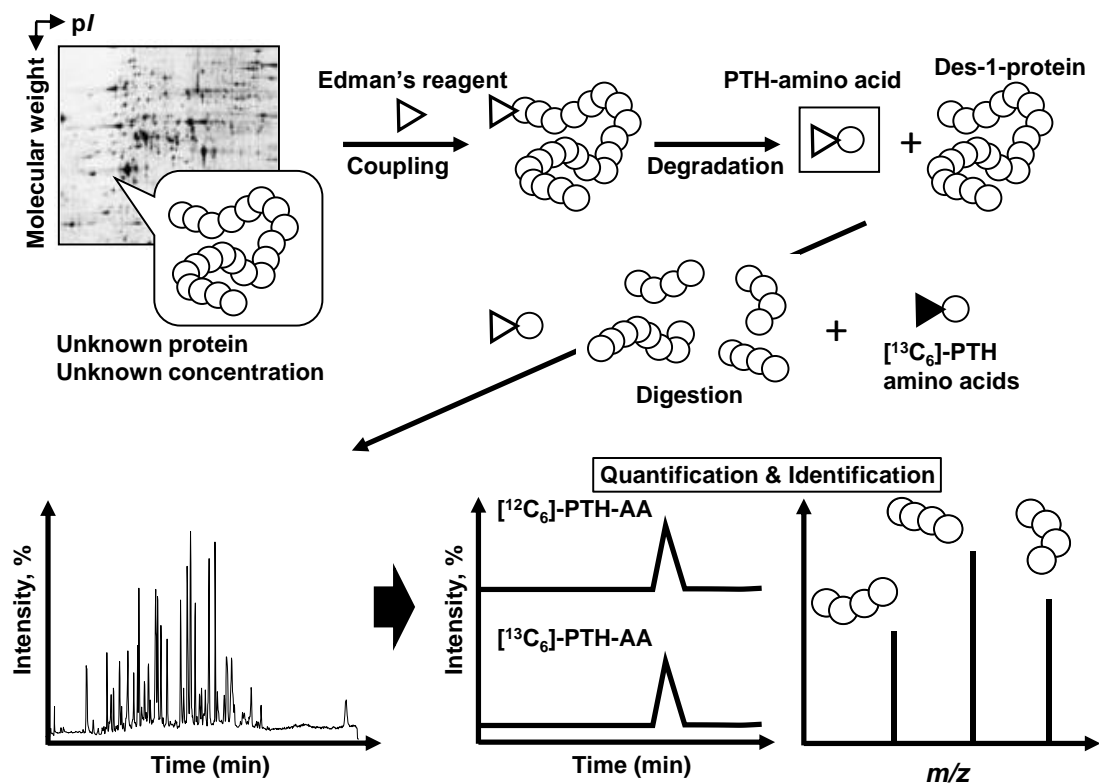 pI
Molecular weight
Unknown protein
Unknown concentration
Edman’s reagent
Coupling
Degradation
PTH-amino acid
+
Des-1-protein
Digestion
+
[¹³C₆]-PTH
amino acids
Intensity, %
Time (min)
Quantification & Identification
[¹²C₆]-PTH-AA
[¹³C₆]-PTH-AA
Intensity, %
Time (min)
m/z